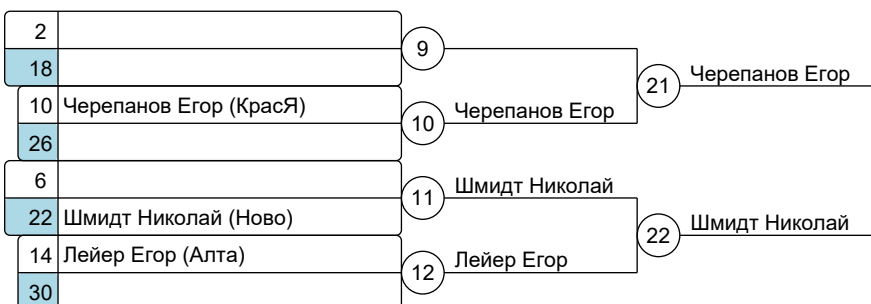 2
9
18
Черепанов Егор
21
10 Черепанов Егор (КрасЯ)
Черепанов Егор
10
26
6
Шмидт Николай
11
22 Шмидт Николай (Ново)
Шмидт Николай
22
14 Лейер Егор (Алта)
Лейер Егор
12
30